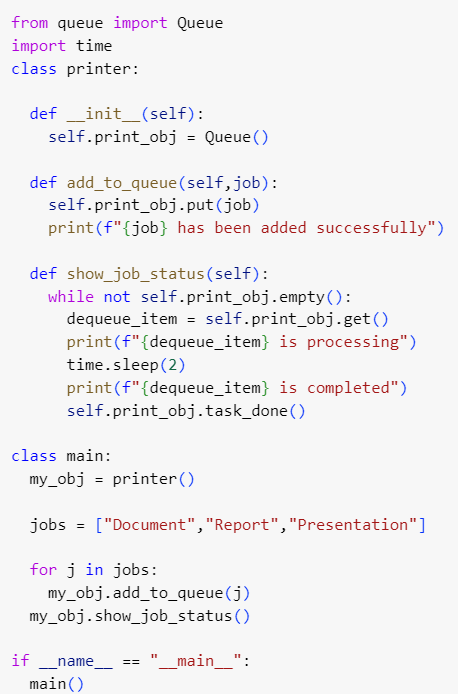 from queue import Queue
import time
class printer:
  def __init__(self):
    self.print_obj = Queue()
  def add_to_queue(self,job):
    self.print_obj.put(job)
    print(f"{job} has been added successfully")
  def show_job_status(self):
    while not self.print_obj.empty():
      dequeue_item = self.print_obj.get()
      print(f"{dequeue_item} is processing")
      time.sleep(2)
      print(f"{dequeue_item} is completed")
      self.print_obj.task_done()
class main:
  my_obj = printer()
  jobs = ["Document","Report","Presentation"]
  for j in jobs:
    my_obj.add_to_queue(j)
  my_obj.show_job_status()
if __name__ == "__main__":
  main()